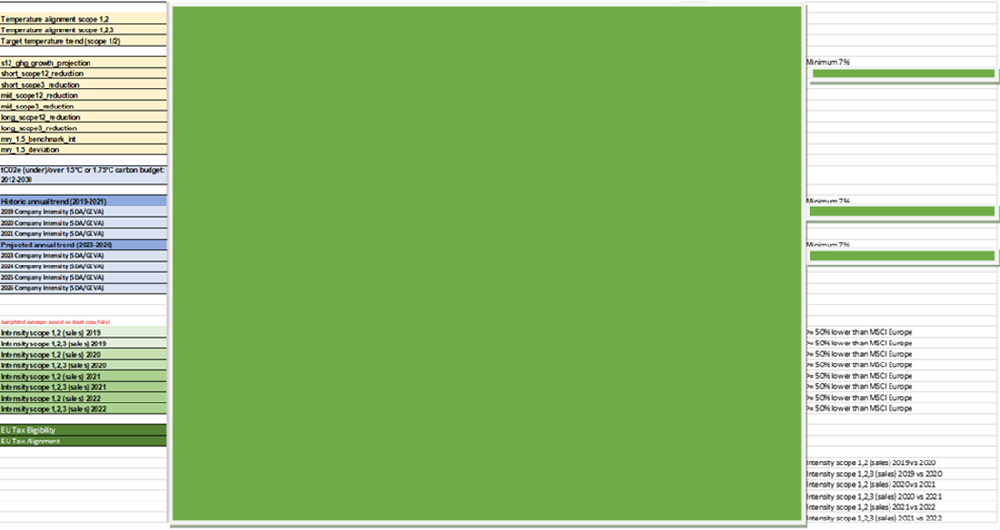 Temperature alignment scope 1,2
Temperature alignment scope 1,2,3
Target temperature trend (scope 1/2)
s12_ghg_growth_projection
Minimum 7%
short_scope12_reduction
short_scope3_reduction
mid_scope12_reduction
mid_scope3_reduction
long_scope12_reduction
long_scope3_reduction
mry_1.5_benchmark_int
mry_1.5_deviation
tCO2e (under)/over 1.5°C or 1.75°C carbon budget:
2012-2030
Historic annual trend (2019-2021)
Minimum 7%
2019 Company Intensity (SDA/GEVA)
2020 Company Intensity (SDA/GEVA)
2021 Company Intensity (SDA/GEVA)
Projected annual trend (2023-2026)
Minimum 7%
2023 Company Intensity (SDA/GEVA)
2024 Company Intensity (SDA/GEVA)
2025 Company Intensity (SDA/GEVA)
2026 Company Intensity (SDA/GEVA)
(weighted average, based on hard copy files)
Intensity scope 1,2 (sales) 2019
>= 50% lower than MSCI Europe
Intensity scope 1,2,3 (sales) 2019
>= 50% lower than MSCI Europe
Intensity scope 1,2 (sales) 2020
>= 50% lower than MSCI Europe
Intensity scope 1,2,3 (sales) 2020
>= 50% lower than MSCI Europe
Intensity scope 1,2 (sales) 2021
>= 50% lower than MSCI Europe
Intensity scope 1,2,3 (sales) 2021
>= 50% lower than MSCI Europe
Intensity scope 1,2 (sales) 2022
>= 50% lower than MSCI Europe
Intensity scope 1,2,3 (sales) 2022
>= 50% lower than MSCI Europe
EU Tax Eligibility
EU Tax Alignment
Intensity scope 1,2 (sales) 2019 vs 2020
Intensity scope 1,2,3 (sales) 2019 vs 2020
Intensity scope 1,2 (sales) 2020 vs 2021
Intensity scope 1,2,3 (sales) 2020 vs 2021
Intensity scope 1,2 (sales) 2021 vs 2022
Intensity scope 1,2,3 (sales) 2021 vs 2022